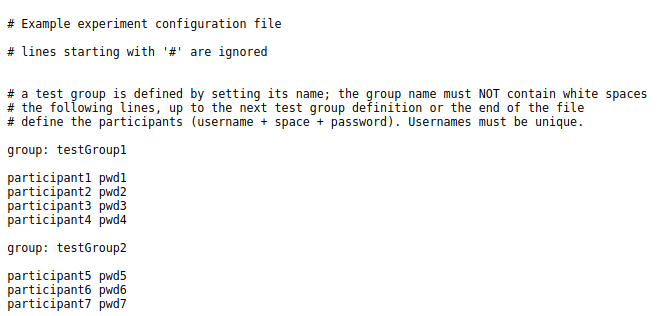 # Example experiment configuration file
# lines starting with '#' are ignored
# a test group is defined by setting its name; the group name must NOT contain white spaces
# the following lines, up to the next test group definition or the end of the file
# define the participants (username + space + password). Usernames must be unique.
group: testGroup1
participant1 pwd1
participant2 pwd2
participant3 pwd3
participant4 pwd4
group: testGroup2
participant5 pwd5
participant6 pwd6
participant7 pwd7